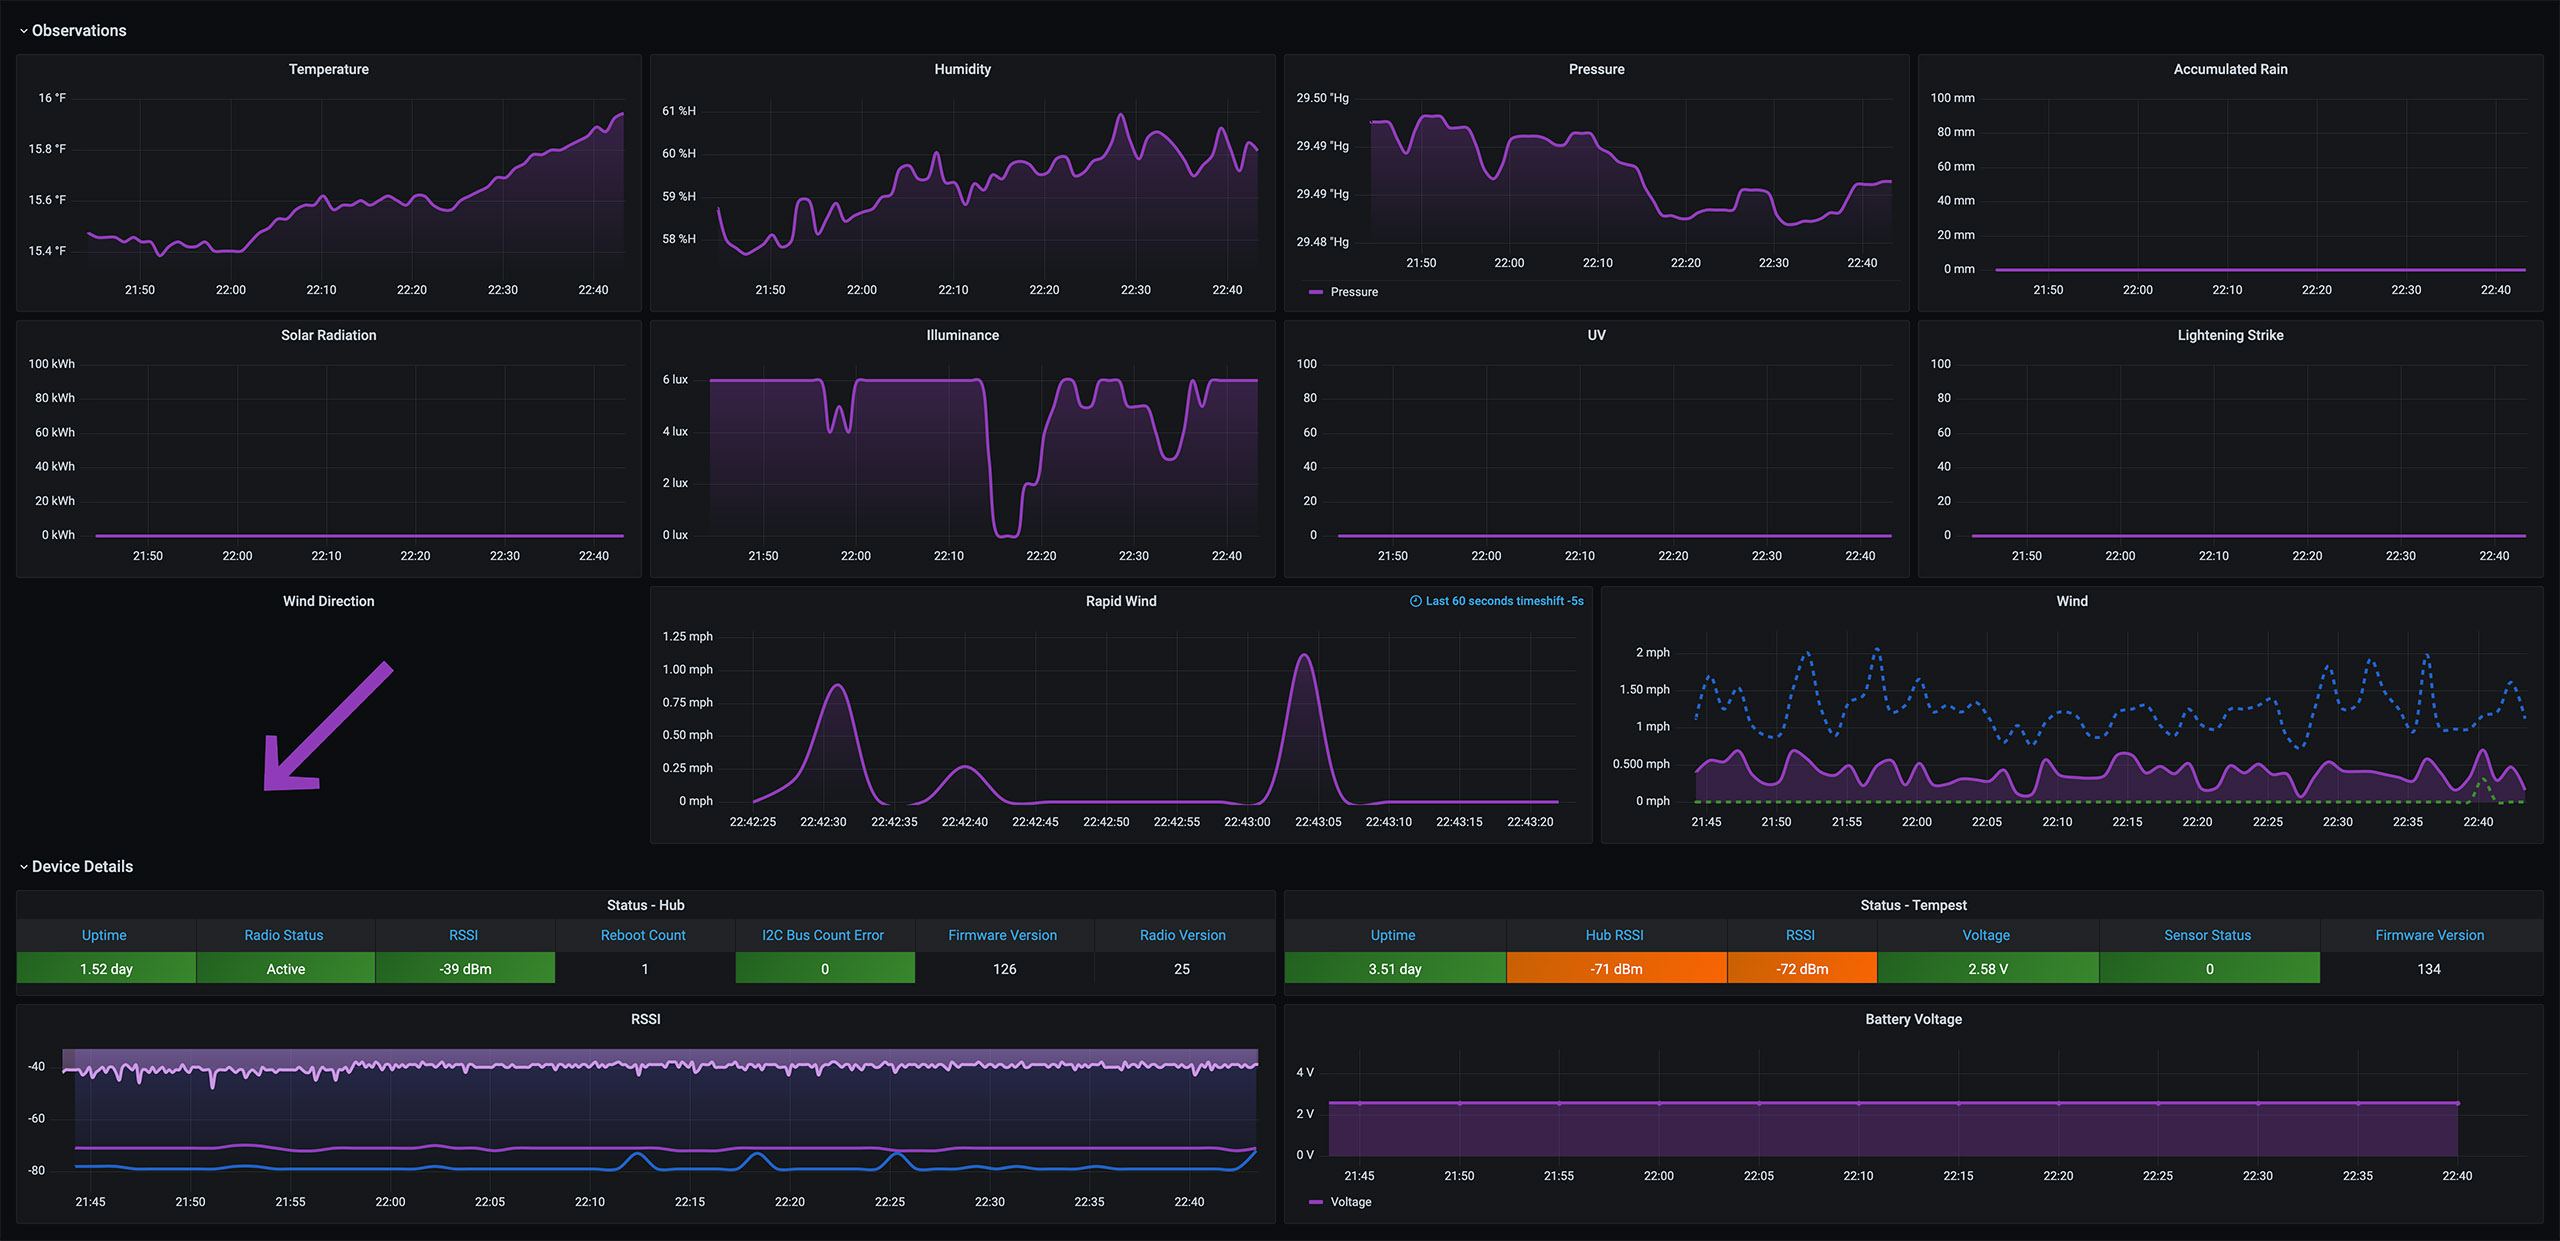 Observations
Temperature
16 °F
15.8 °F
15.6 °F
15.4 °F
21:50 22:00 22:10 22:20 22:30 22:40
Humidity
61 %H
60 %H
59 %H
58 %H
21:50 22:00 22:10 22:20 22:30 22:40
Pressure
29.50 "Hg
29.49 "Hg
29.49 "Hg
29.48 "Hg
21:50 22:00 22:10 22:20 22:30 22:40
Pressure
Accumulated Rain
100 mm
80 mm
60 mm
40 mm
20 mm
0 mm
21:50 22:00 22:10 22:20 22:30 22:40
Solar Radiation
100 kWh
80 kWh
60 kWh
40 kWh
20 kWh
0 kWh
21:50 22:00 22:10 22:20 22:30 22:40
Illuminance
6 lux
4 lux
2 lux
0 lux
21:50 22:00 22:10 22:20 22:30 22:40
UV
100
80
60
40
20
0
21:50 22:00 22:10 22:20 22:30 22:40
Lightening Strike
100
80
60
40
20
0
21:50 22:00 22:10 22:20 22:30 22:40
Wind Direction
Rapid Wind
Last 60 seconds timeshift -5s
1.25 mph
1.00 mph
0.75 mph
0.50 mph
0.25 mph
0 mph
22:42:25 22:42:30 22:42:35 22:42:40 22:42:45 22:42:50 22:42:55 22:43:00 22:43:05 22:43:10 22:43:15 22:43:20
Wind
2 mph
1.50 mph
1 mph
0.500 mph
0 mph
21:45 21:50 21:55 22:00 22:05 22:10 22:15 22:20 22:25 22:30 22:35 22:40
Device Details
Status - Hub
Uptime Radio Status RSSI Reboot Count I2C Bus Count Error Firmware Version Radio Version
1.52 day Active -39 dBm 1 0 126 25
Status - Tempest
Uptime Hub RSSI RSSI Voltage Sensor Status Firmware Version
3.51 day -71 dBm -72 dBm 2.58 V 0 134
RSSI
-40
-60
-80
21:45 21:50 21:55 22:00 22:05 22:10 22:15 22:20 22:25 22:30 22:35 22:40
Battery Voltage
4 V
2 V
0 V
21:45 21:50 21:55 22:00 22:05 22:10 22:15 22:20 22:25 22:30 22:35 22:40
Voltage